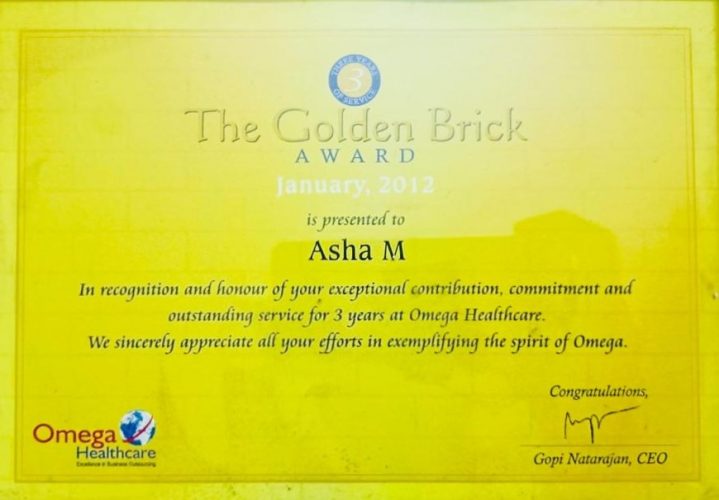 THREE YEARS
3
OF SERVICE
The Golden Brick
AWARD
January, 2012
is presented to
Asha M
In recognition and honour of your exceptional contribution, commitment and
outstanding service for 3 years at Omega Healthcare.
We sincerely appreciate all your efforts in exemplifying the spirit of Omega.
Congratulations,
Gopi Natarajan, CEO
Omega
Healthcare
Excellence in Business Outsourcing